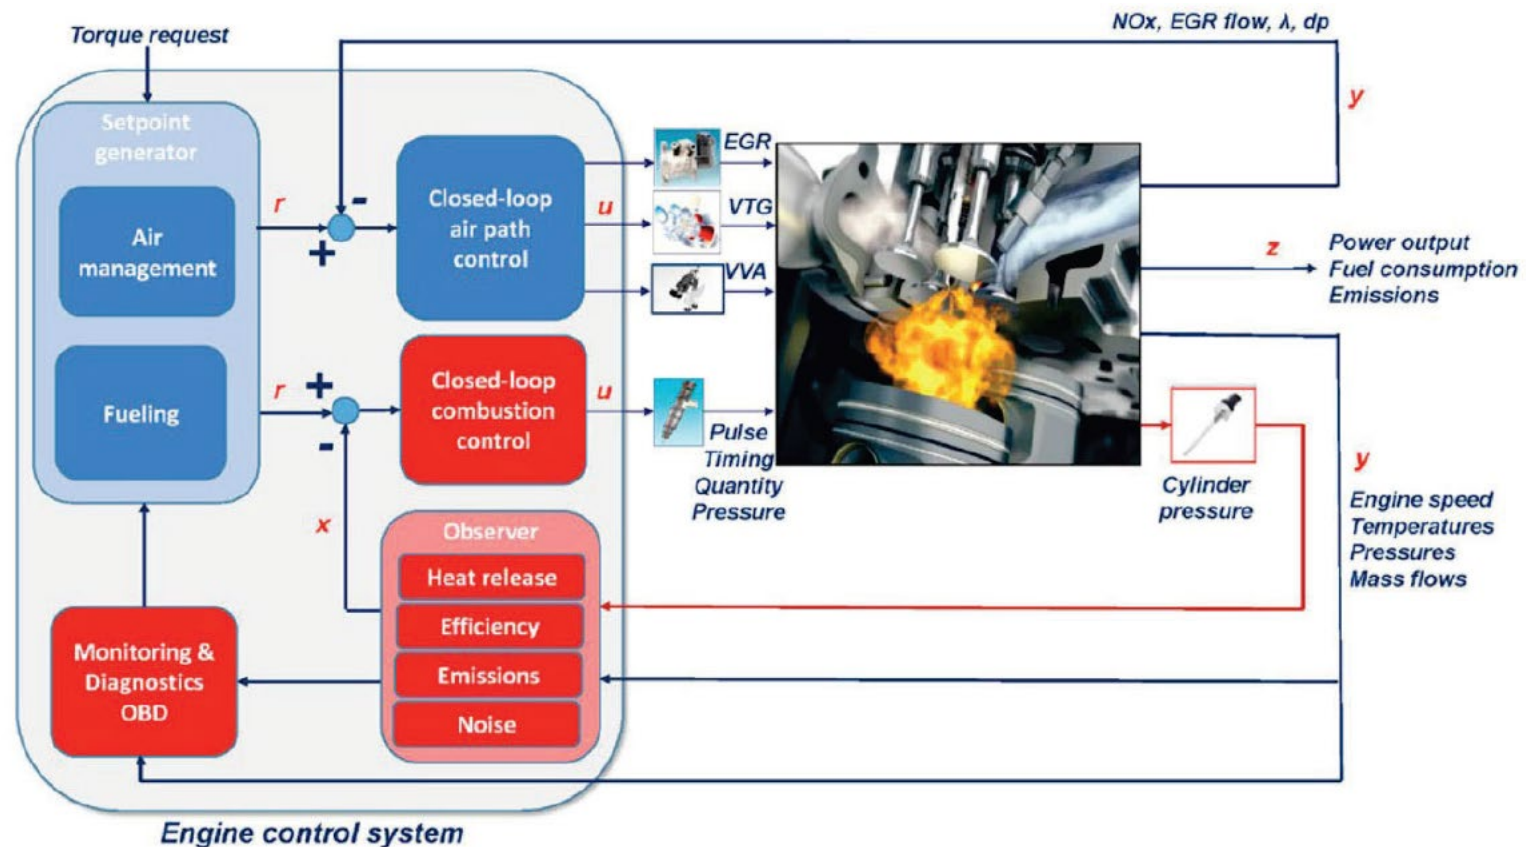 Torque request
NOx, EGR flow, λ, dp
y
Setpoint
generator
Air
management
r
-
+
Closed-loop
air path
control
u
EGR
VTG
VVA
z
Power output
Fuel consumption
Emissions
Fueling
r
+
-
Closed-loop
combustion
control
u
Pulse
Timing
Quantity
Pressure
Cylinder
pressure
y
Engine speed
Temperatures
Pressures
Mass flows
x
Observer
Heat release
Efficiency
Emissions
Noise
Monitoring &
Diagnostics
OBD
Engine control system